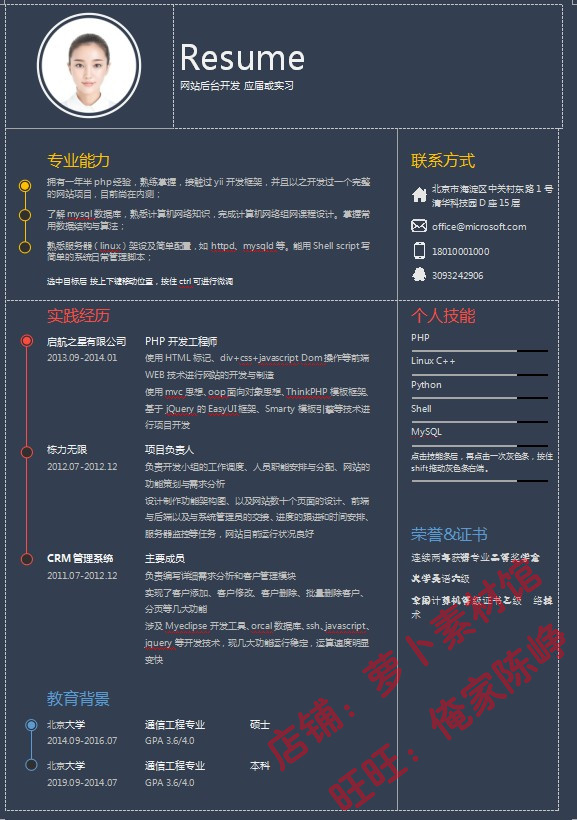 Resume
网站后台开发 应届或实习
专业能力
拥有一年半 php 经验，熟练掌握，接触过 yii 开发框架，并且以之开发过一个完整
的网站项目，目前尚在内测；
了解 mysql 数据库，熟悉计算机网络知识，完成计算机网络组网课程设计。掌握常
用数据结构与算法；
熟悉服务器（linux）架设及简单配置，如 httpd，mysqld 等。能用 Shell script 写
简单的系统日常管理脚本；
选中目标后 按上下键移动位置，按住 ctrl 可进行微调
联系方式
北京市海淀区中关村东路 1 号
清华科技园 D 座 15 层
office@microsoft.com
18010001000
3093242906
实践经历
启航之星有限公司 PHP 开发工程师
2013.09-2014.01 使用 HTML 标记、div+css+javascript Dom 操作等前端
WEB 技术进行网站的开发与制造
使用 mvc 思想、oop 面向对象思想、ThinkPHP 模板框架、
基于 jQuery 的 EasyUI 框架、Smarty 模板引擎等技术进
行项目开发
栋力无限 项目负责人
2012.07-2012.12 负责开发小组的工作调度、人员职能安排与分配、网站的
功能策划与需求分析
设计制作功能架构图、以及网站数十个页面的设计、前端
与后端以及与系统管理员的交接、进度的跟进和时间安排、
服务器监控等任务，网站目前运行状况良好
CRM 管理系统 主要成员
2011.07-2012.12 负责编写详细需求分析和客户管理模块
实现了客户添加、客户修改、客户删除、批量删除客户、
分页等几大功能
涉及 Myedipse 开发工具、orcal 数据库、ssh、javascript、
jquery 等开发技术，现几大功能运行稳定，运算速度明显
变快
个人技能
PHP
Linux C++
Python
Shell
MySQL
点击技能条后，再点击一次灰色条，按住
shift 拖动灰色条右端。
荣誉&证书
连续两年获得专业二等奖学金
大学英语六级
全国计算机等级证书二级 络技
术
教育背景
北京大学 通信工程专业 硕士
2014.09-2016.07 GPA 3.6/4.0
北京大学 通信工程专业 本科
2019.09-2014.07 GPA 3.6/4.0
店铺：萝卜素材馆
旺旺：俺家陈峥